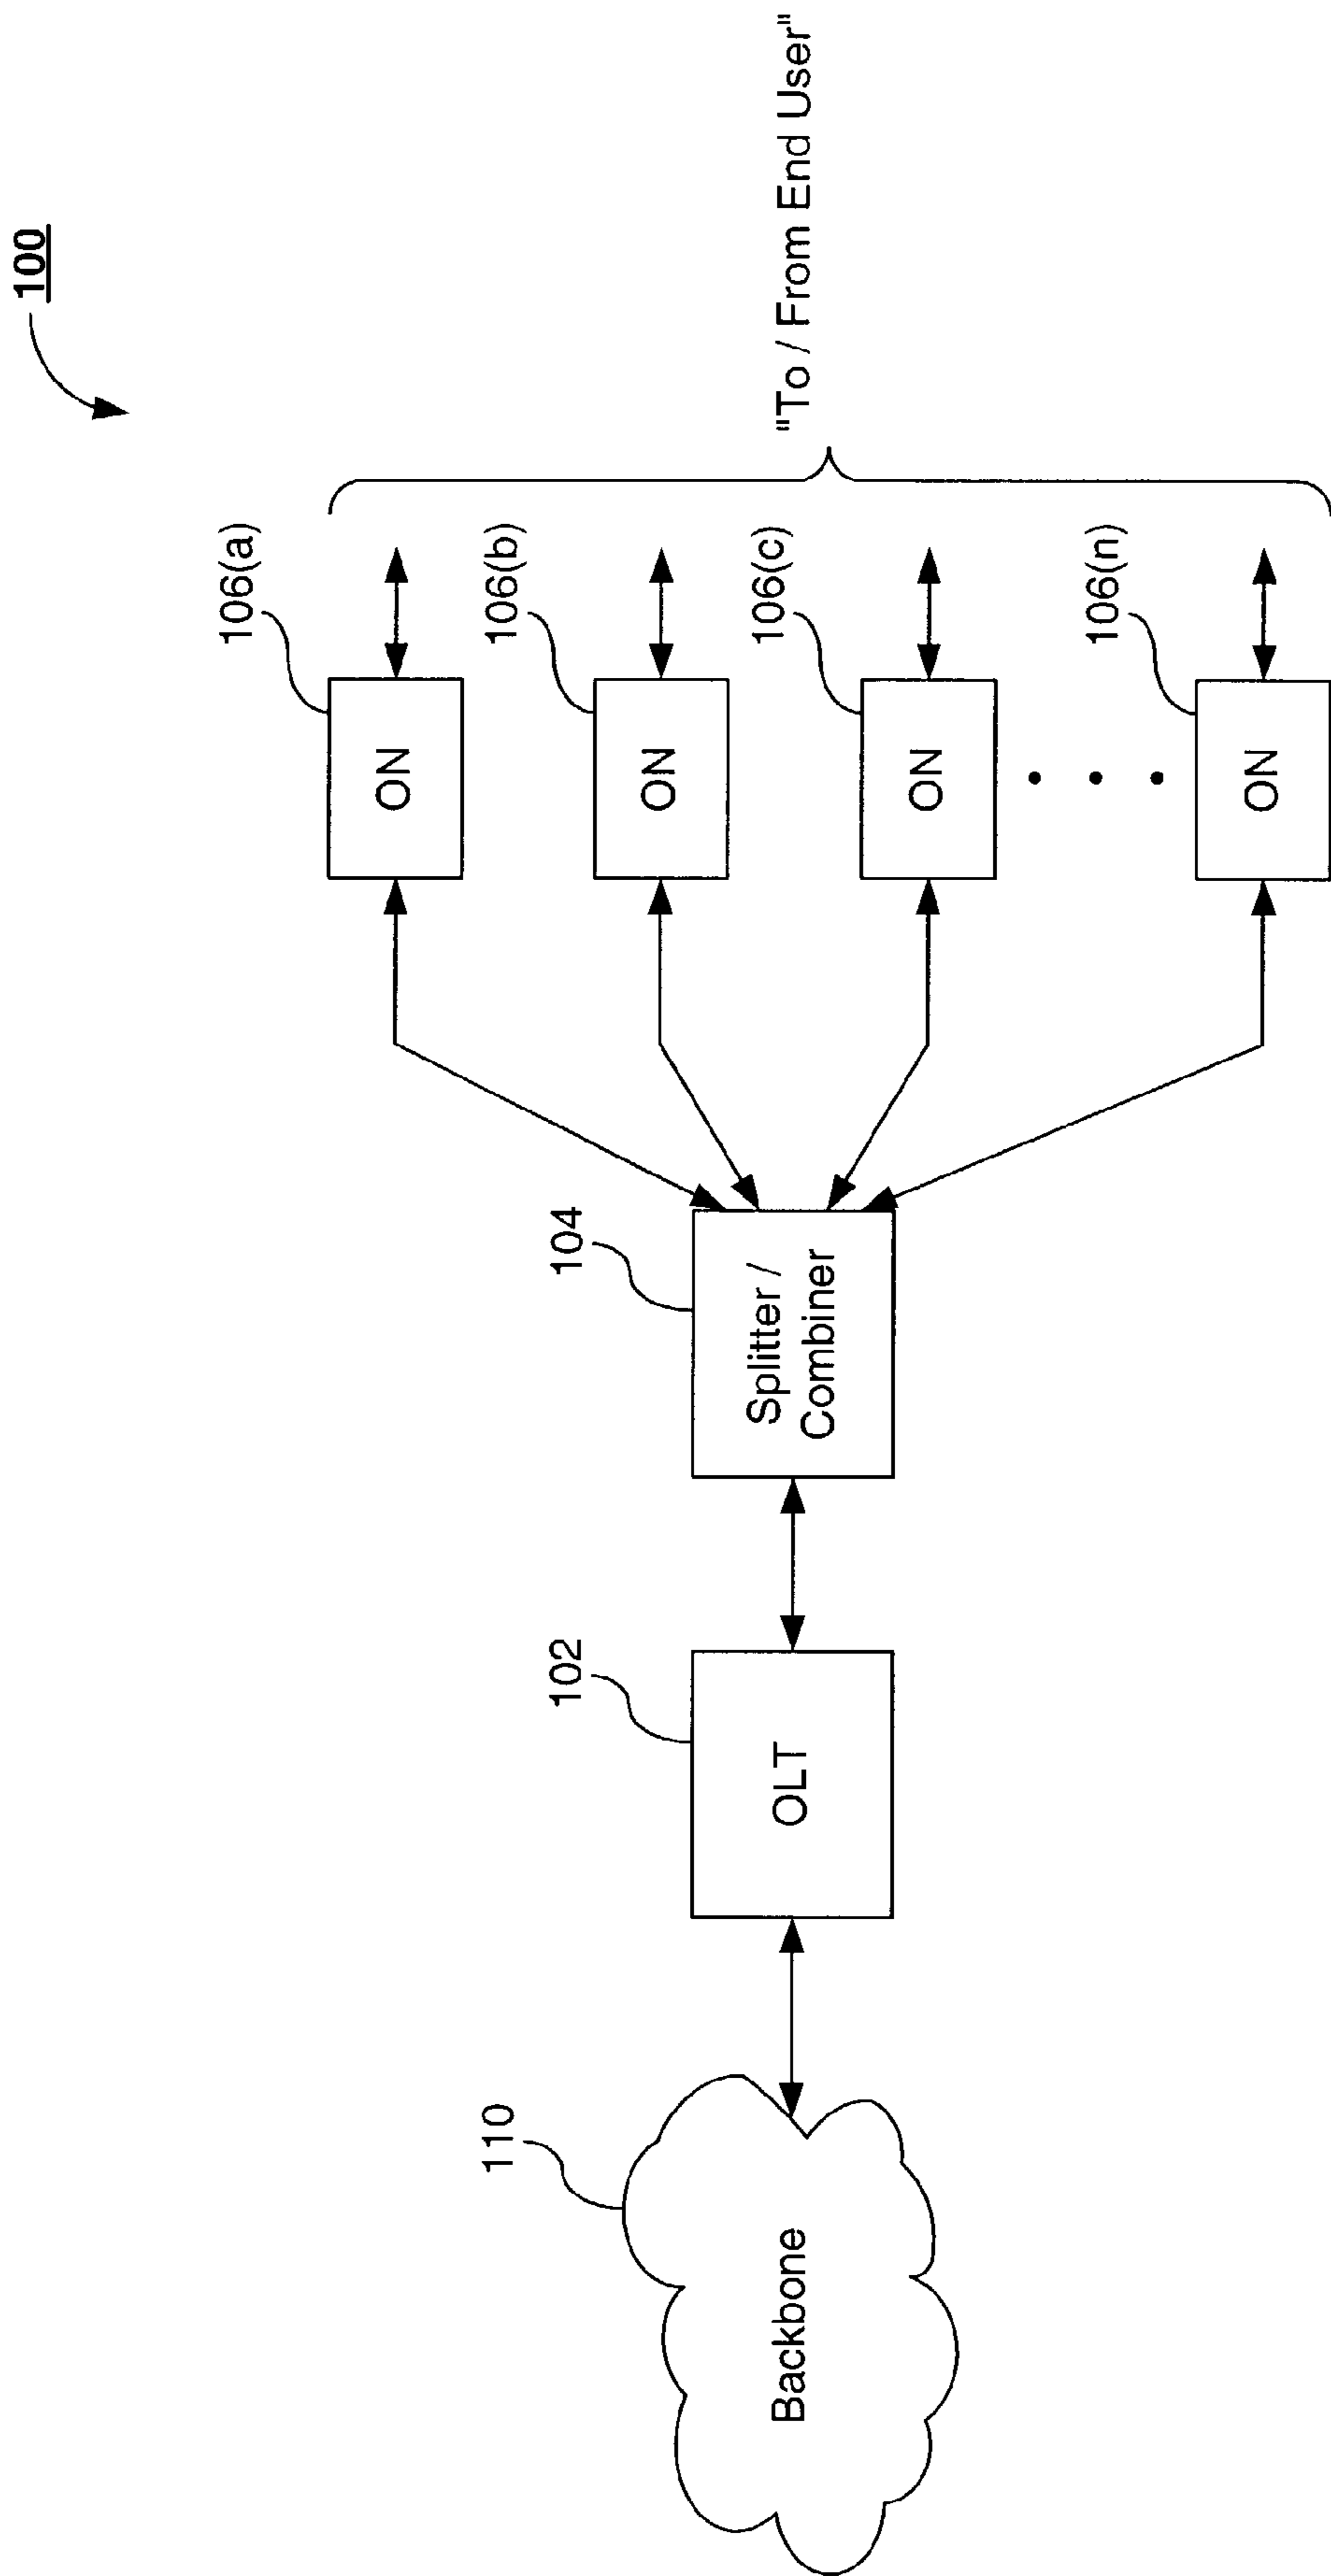 100
106(a)
ON
106(b)
ON
106(c)
ON
106(n)
ON
"To / From End User"
104
Splitter /
Combiner
102
OLT
110
Backbone